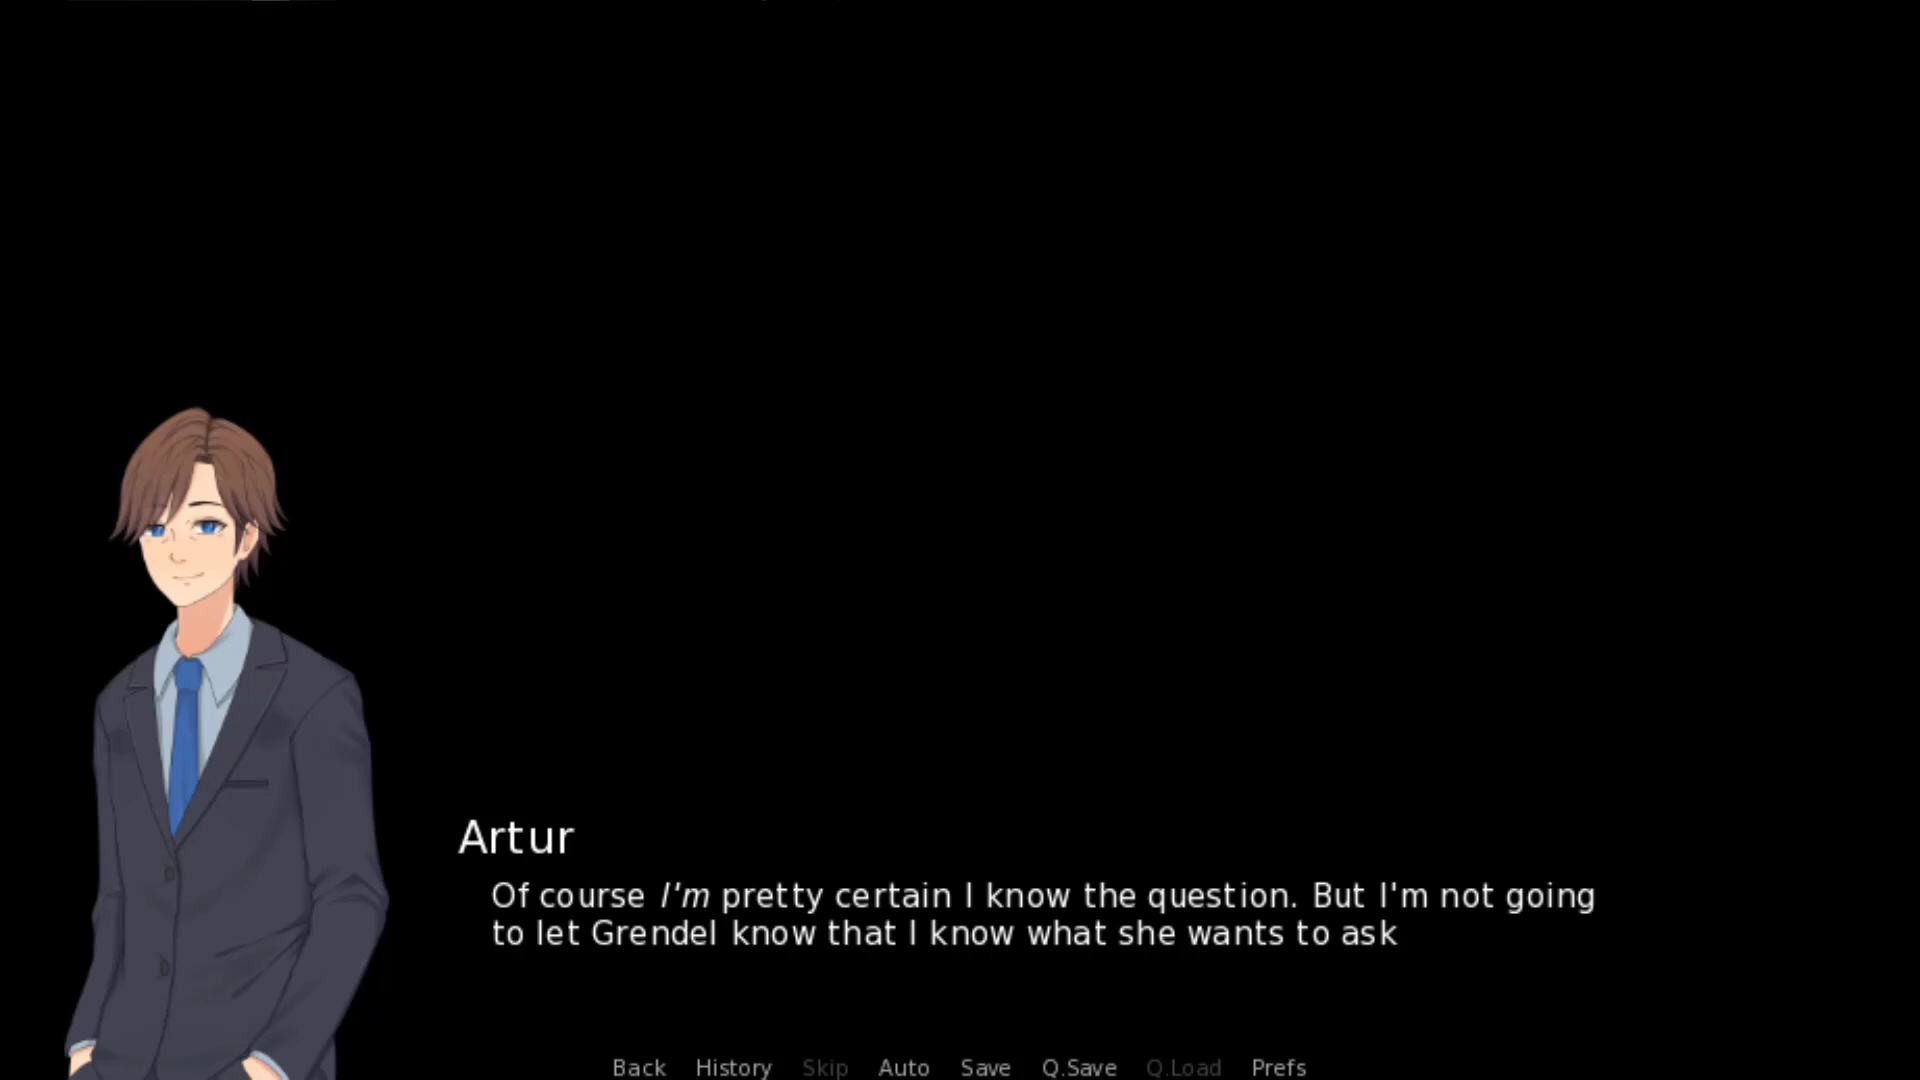 Artur
Of course I'm pretty certain I know the question. But I'm not going
to let Grendel know that I know what she wants to ask
Back History Skip Auto Save Q.Save Q.Load Prefs